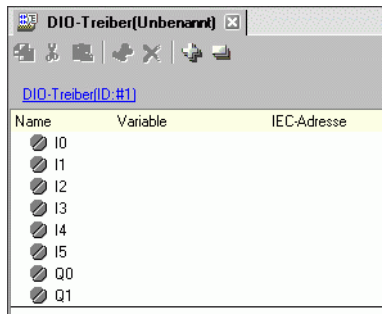 DIO-Treiber(Unbenannt)
DIO-Treiber(ID:#1)
Name Variable IEC-Adresse
I0
I1
I2
I3
I4
I5
Q0
Q1